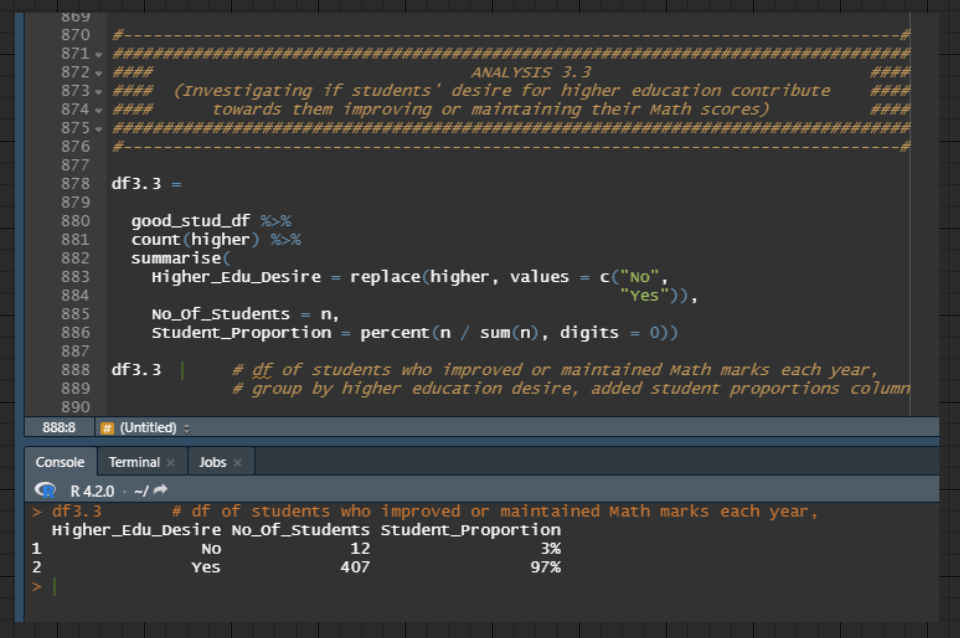 869
870 #------------------------------------------------------------------------------#
871 ################################################################################
872 #### ANALYSIS 3.3 ####
873 #### (Investigating if students' desire for higher education contribute ####
874 #### towards them improving or maintaining their Math scores) ####
875 ################################################################################
876 #------------------------------------------------------------------------------#
877
878 df3.3 =
879
880 good_stud_df %>%
881 count(higher) %>%
882 summarise(
883 Higher_Edu_Desire = replace(higher, values = c("No",
884 "Yes")),
885 No_Of_Students = n,
886 Student_Proportion = percent(n / sum(n), digits = 0))
887
888 df3.3 # df of students who improved or maintained Math marks each year,
889 # group by higher education desire, added student proportions column
890
888:8 # (Untitled)
Console Terminal × Jobs ×
R R 4.2.0 · ~/
> df3.3 # df of students who improved or maintained Math marks each year,
Higher_Edu_Desire No_Of_Students Student_Proportion
1 No 12 3%
2 Yes 407 97%
>